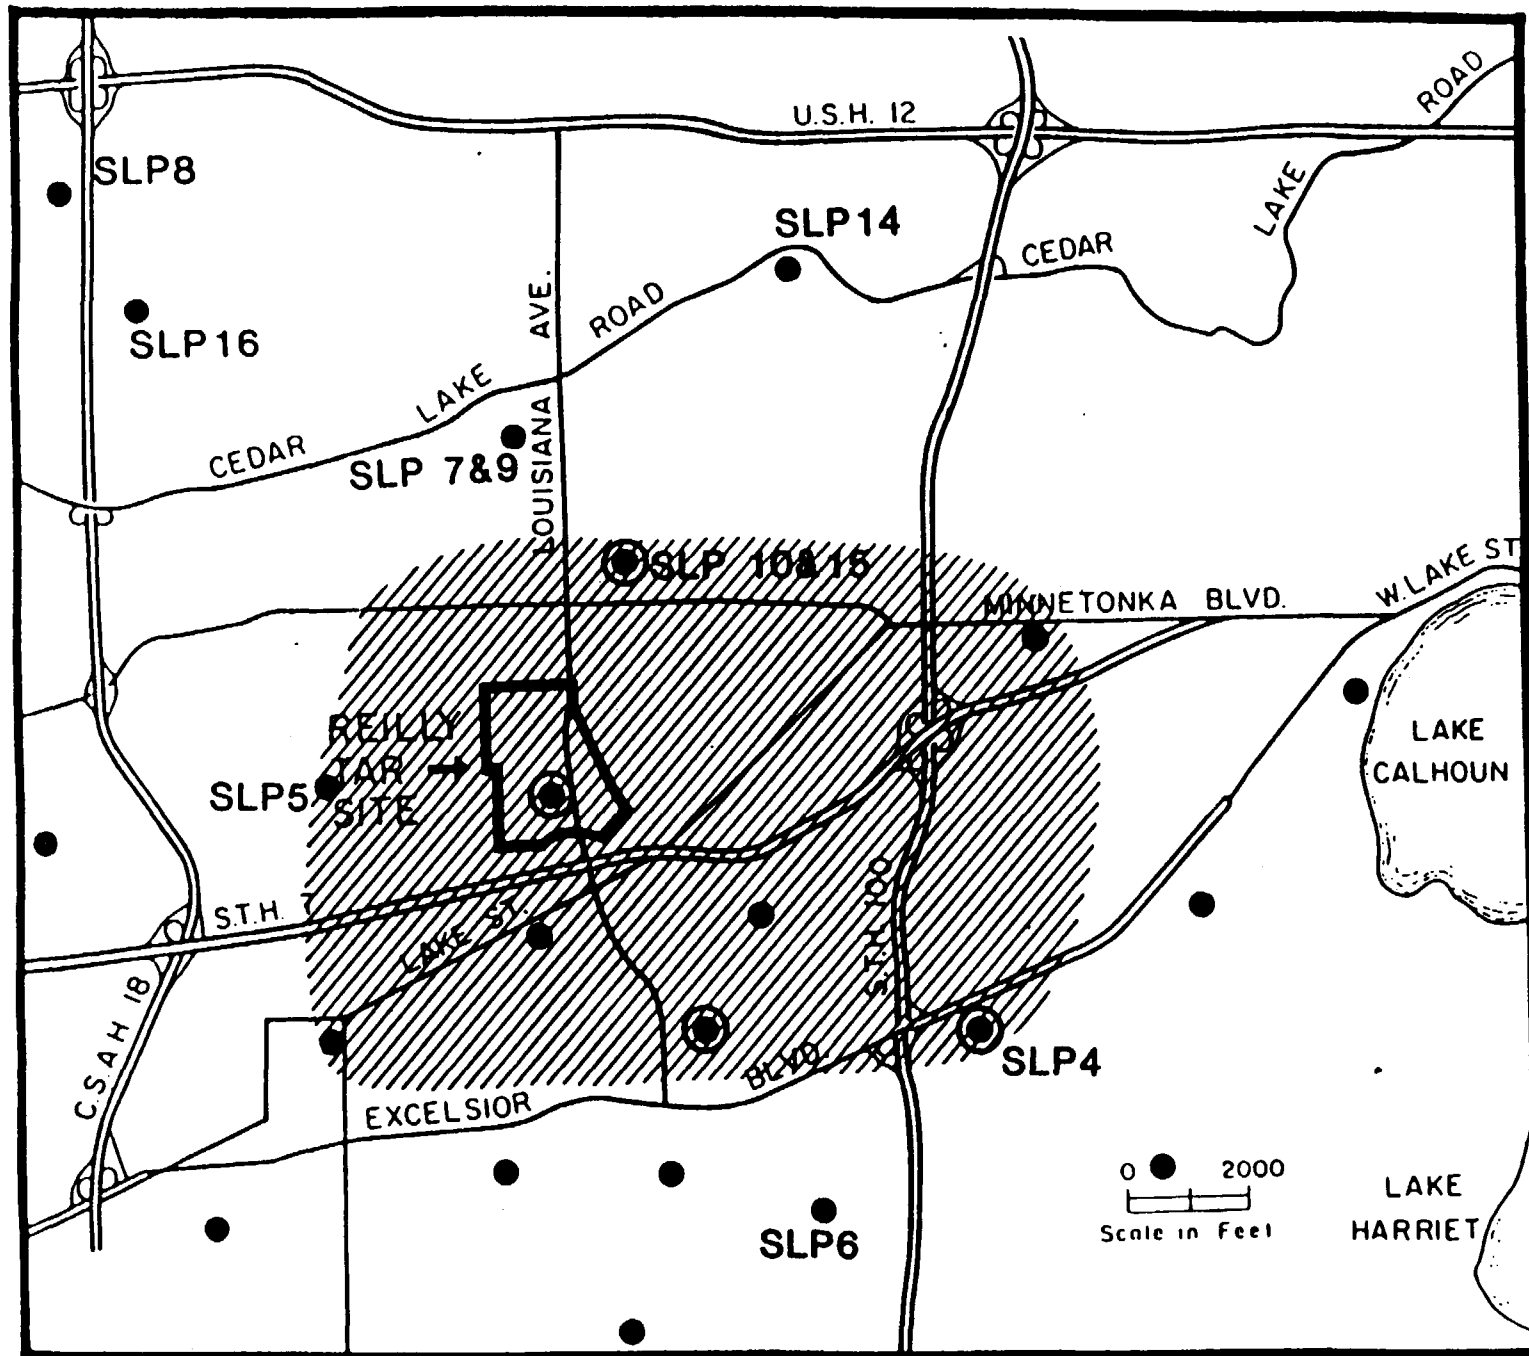 U.S.H. 12
ROAD
LAKE
CEDAR
SLP8
SLP14
SLP16
LOUISIANA AVE.
CEDAR LAKE ROAD
SLP 7&9
SLP 10&15
MINNETONKA BLVD.
W. LAKE ST
REILLY
TAR
SITE
SLP5
LAKE
CALHOUN
S.T.H. 7
LAKE ST.
S.T.H. 100
C.S.A.H 18
SLP4
EXCELSIOR BLVD.
SLP6
0 2000
Scale in Feet
LAKE
HARRIET